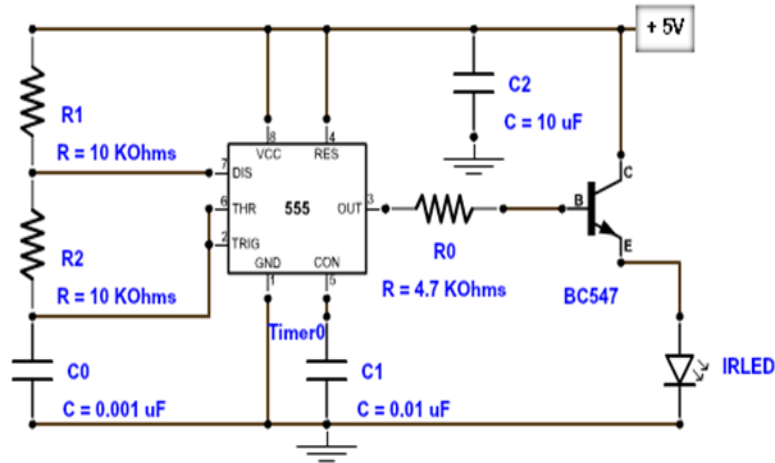 + 5V
C2
C = 10 uF
R1
R = 10 KOhms
8
4
VCC
RES
7
DIS
6
THR
555
OUT
3
2
TRIG
GND
CON
1
5
R2
R = 10 KOhms
R0
R = 4.7 KOhms
B
C
E
BC547
Timer0
C0
C = 0.001 uF
C1
C = 0.01 uF
IRLED